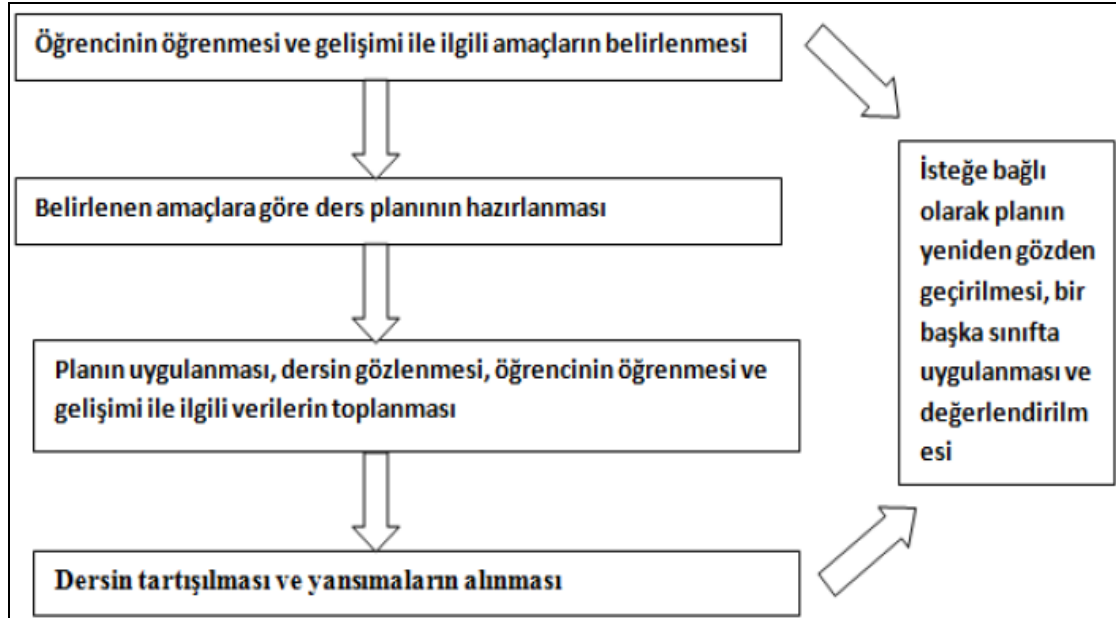 Öğrencinin öğrenmesi ve gelişimi ile ilgili amaçların belirlenmesi
Belirlenen amaçlara göre ders planının hazırlanması
Planın uygulanması, dersin gözlenmesi, öğrencinin öğrenmesi ve
gelişimi ile ilgili verilerin toplanması
Dersin tartışılması ve yansımaların alınması
İsteğe bağlı
olarak planın
yeniden gözden
geçirilmesi, bir
başka sınıfta
uygulanması ve
değerlendirilm
esi